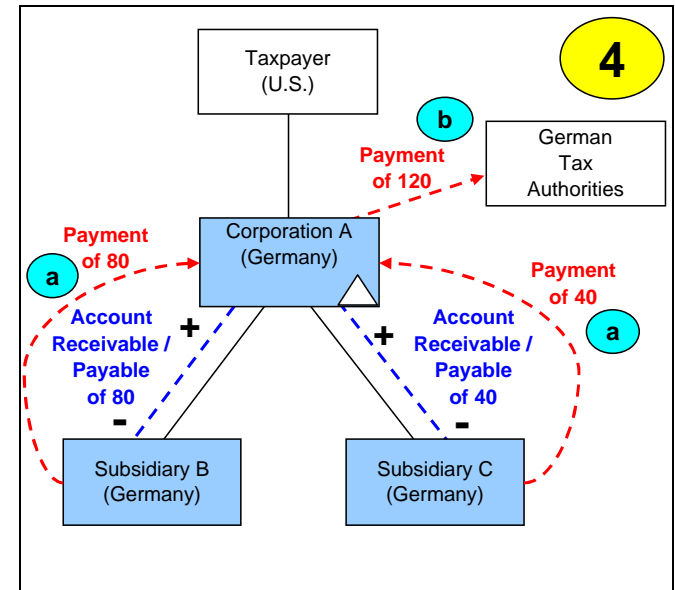 Taxpayer
(U.S.)
4
b
German
Tax
Authorities
Payment
of 120
Corporation A
(Germany)
Payment
of 80
a
Payment
of 40
a
+
Account
Receivable /
Payable
of 80
-
+
Account
Receivable /
Payable
of 40
-
Subsidiary B
(Germany)
Subsidiary C
(Germany)